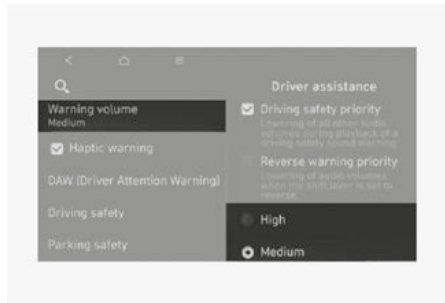 Warning volume
Medium
Haptic warning
DAW (Driver Attention Warning)
Driving safety
Parking safety
Driver assistance
Driving safety priority
Lowering of all other audio
volumes during playback of a
driving safety sound warning
Reverse warning priority
Lowering of audio volumes
when the shift lever is set to
reverse
High
Medium